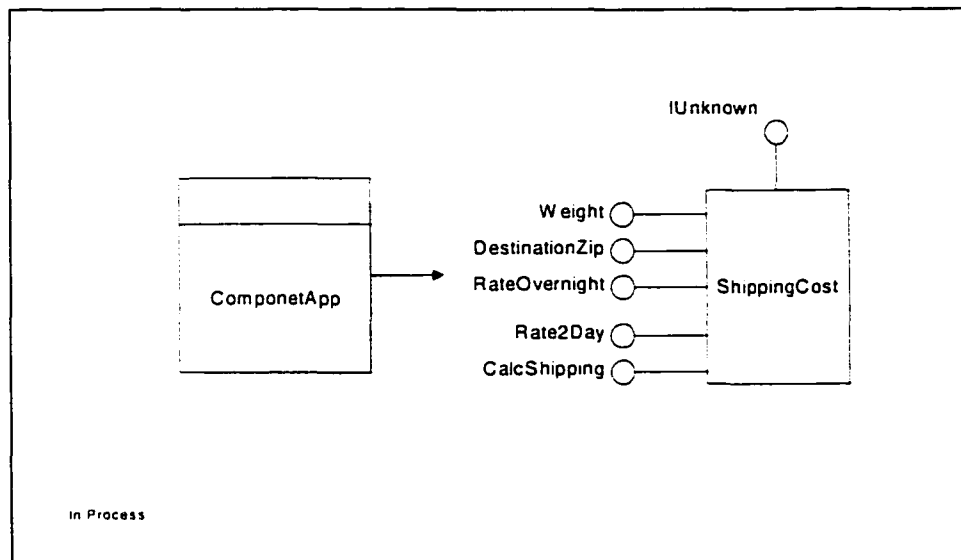 IUnknown
Weight
DestinationZip
RateOvernight
ComponetApp
ShippingCost
Rate2Day
CalcShipping
In Process